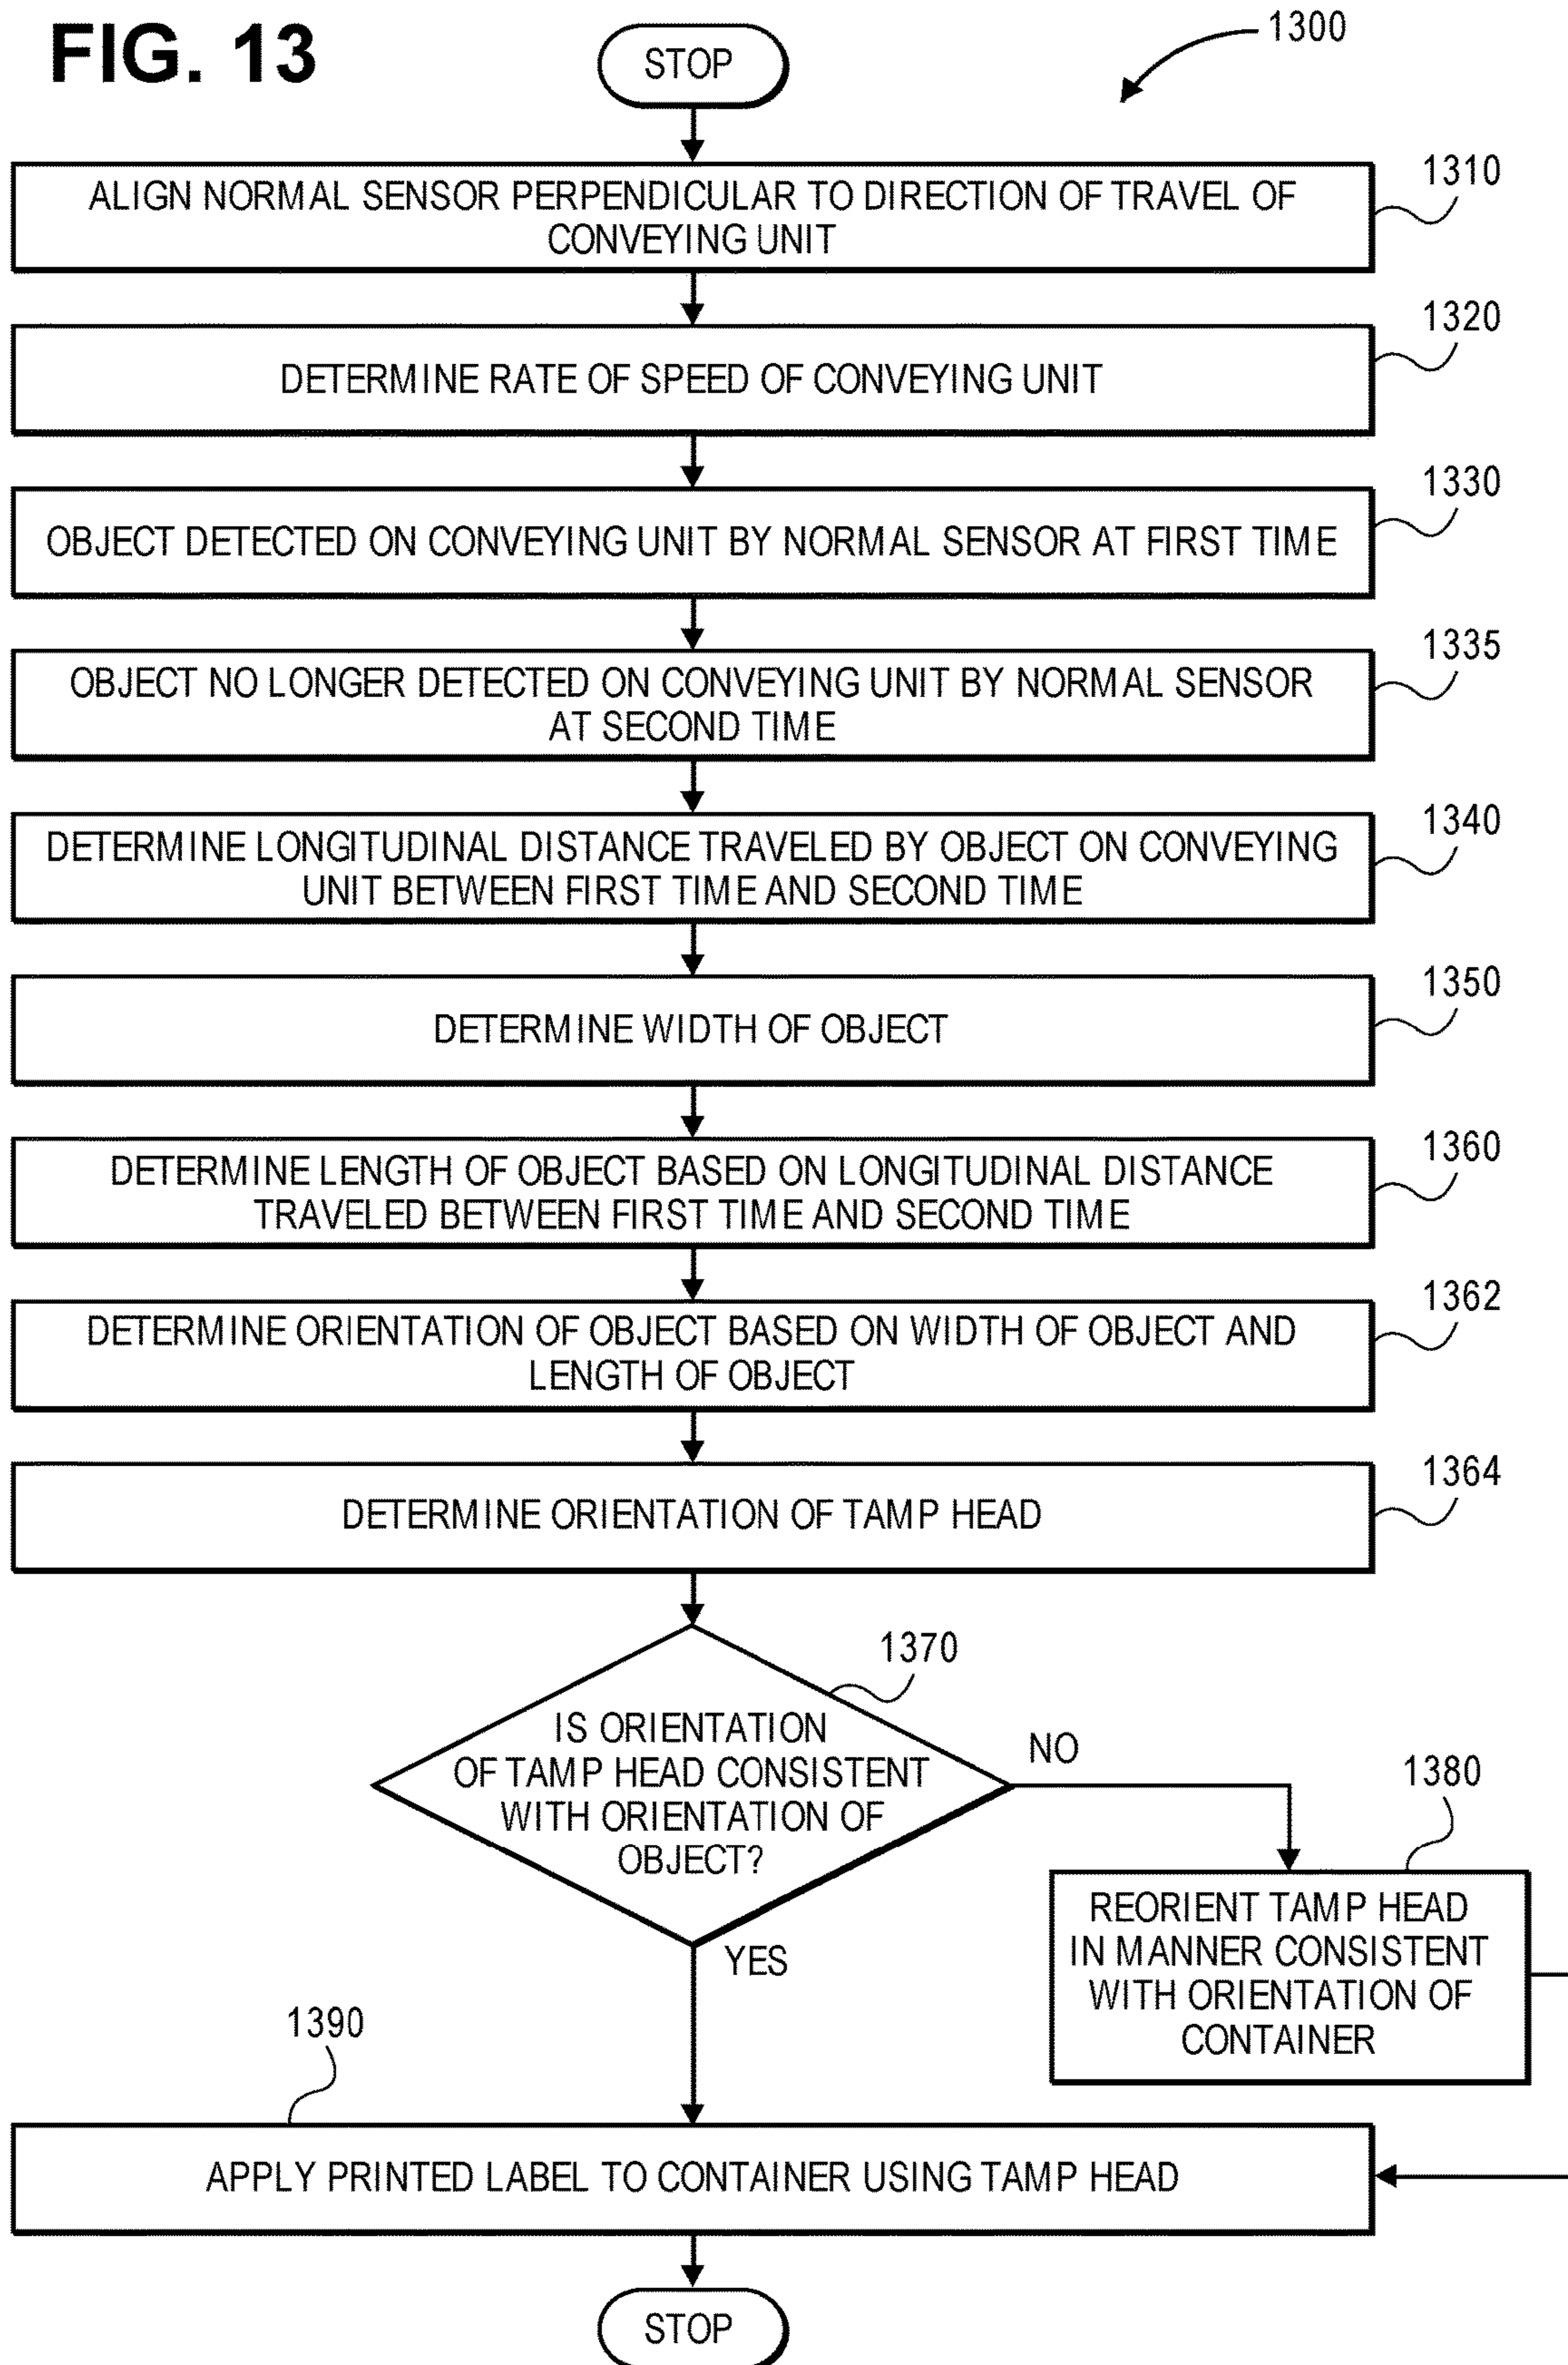 FIG. 13
STOP
1300
ALIGN NORMAL SENSOR PERPENDICULAR TO DIRECTION OF TRAVEL OF
CONVEYING UNIT
1310
DETERMINE RATE OF SPEED OF CONVEYING UNIT
1320
OBJECT DETECTED ON CONVEYING UNIT BY NORMAL SENSOR AT FIRST TIME
1330
OBJECT NO LONGER DETECTED ON CONVEYING UNIT BY NORMAL SENSOR
AT SECOND TIME
1335
DETERMINE LONGITUDINAL DISTANCE TRAVELED BY OBJECT ON CONVEYING
UNIT BETWEEN FIRST TIME AND SECOND TIME
1340
DETERMINE WIDTH OF OBJECT
1350
DETERMINE LENGTH OF OBJECT BASED ON LONGITUDINAL DISTANCE
TRAVELED BETWEEN FIRST TIME AND SECOND TIME
1360
DETERMINE ORIENTATION OF OBJECT BASED ON WIDTH OF OBJECT AND
LENGTH OF OBJECT
1362
DETERMINE ORIENTATION OF TAMP HEAD
1364
1370
IS ORIENTATION
OF TAMP HEAD CONSISTENT
WITH ORIENTATION OF
OBJECT?
NO
1380
REORIENT TAMP HEAD
IN MANNER CONSISTENT
WITH ORIENTATION OF
CONTAINER
YES
1390
APPLY PRINTED LABEL TO CONTAINER USING TAMP HEAD
STOP